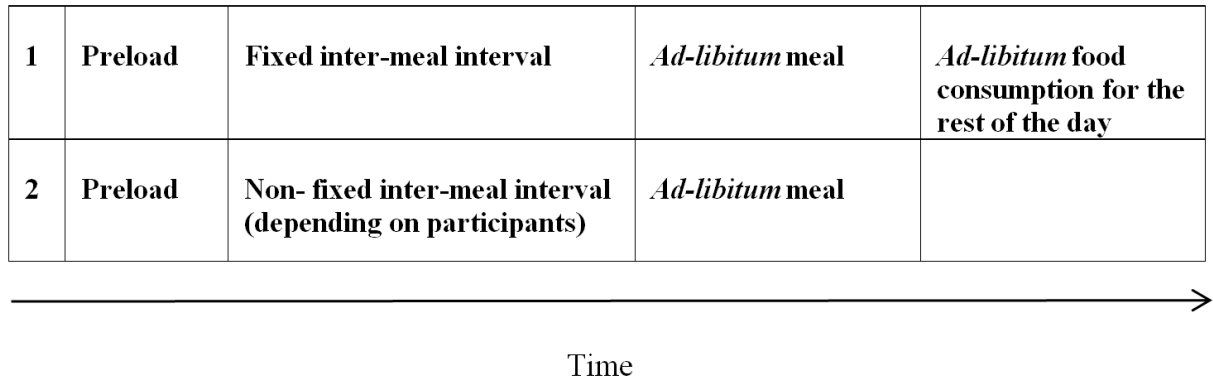 1 Preload Fixed inter-meal interval Ad-libitum meal Ad-libitum food
consumption for the
rest of the day
2 Preload Non- fixed inter-meal interval Ad-libitum meal
(depending on participants)
Time